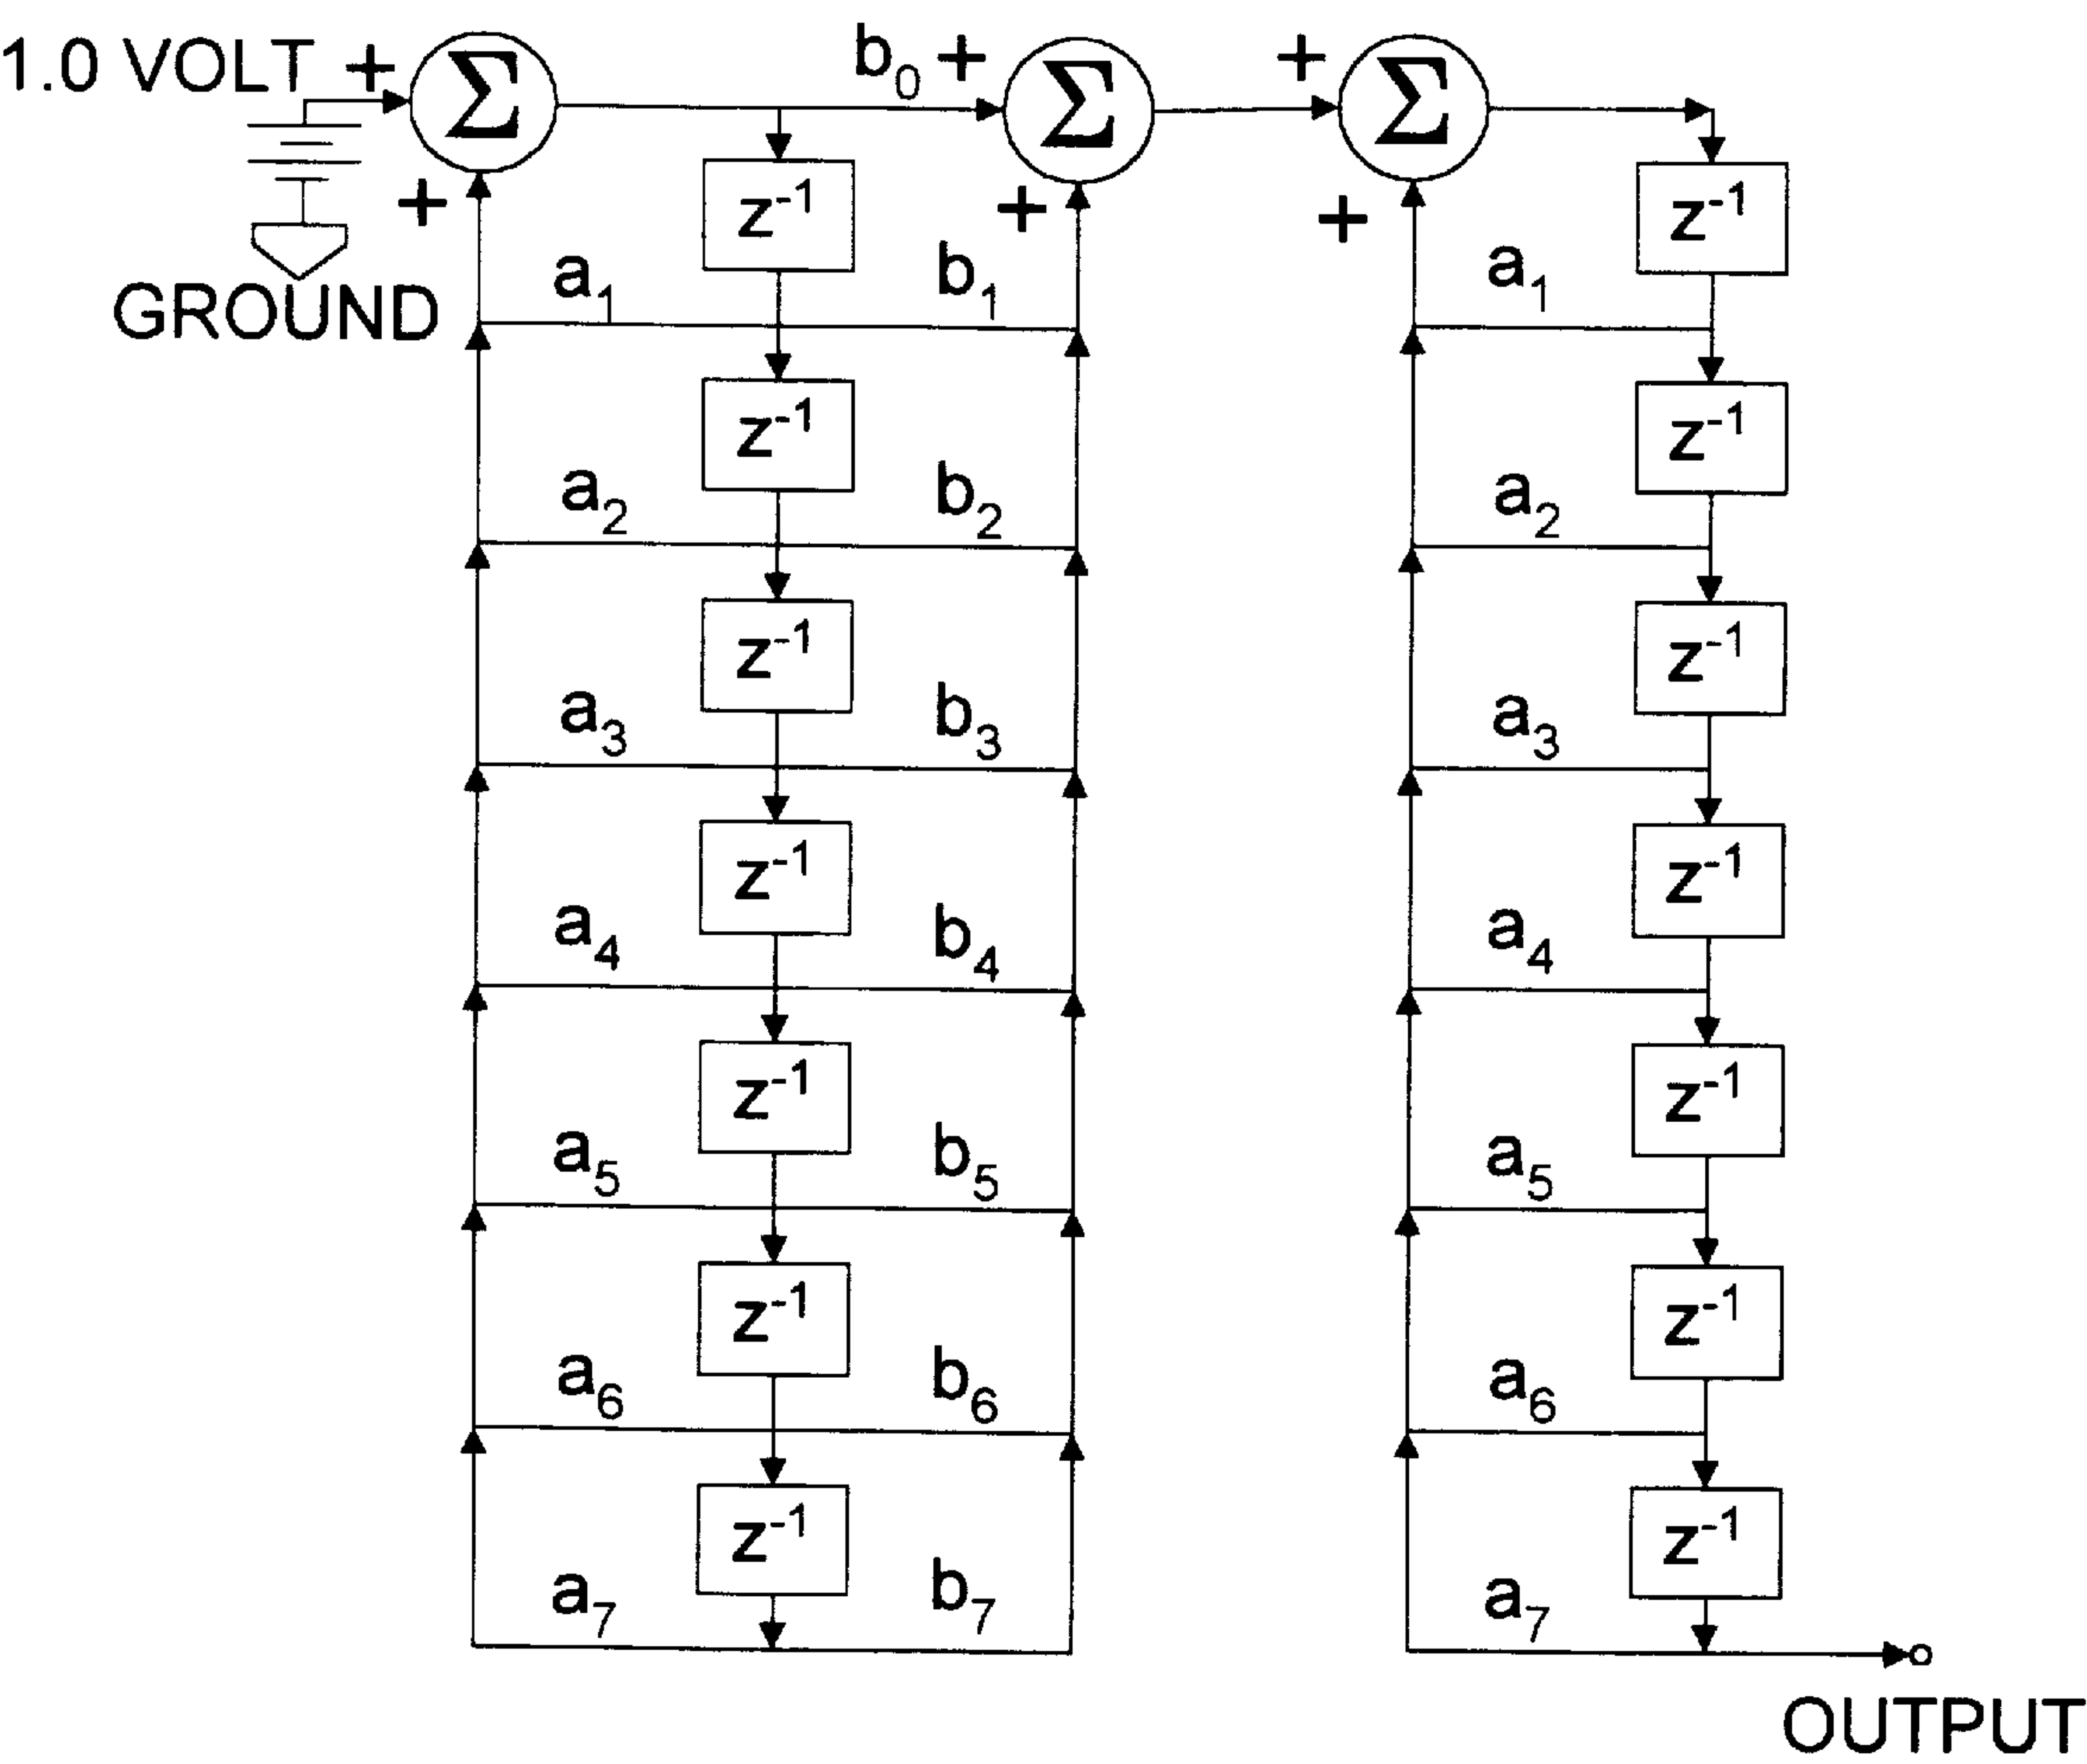 1.0 VOLT + Σ b₀ + Σ + Σ
+ + +
GROUND
z⁻¹ z⁻¹
a₁ b₁ a₁
z⁻¹ z⁻¹
a₂ b₂ a₂
z⁻¹ z⁻¹
a₃ b₃ a₃
z⁻¹ z⁻¹
a₄ b₄ a₄
z⁻¹ z⁻¹
a₅ b₅ a₅
z⁻¹ z⁻¹
a₆ b₆ a₆
z⁻¹ z⁻¹
a₇ b₇ a₇
OUTPUT